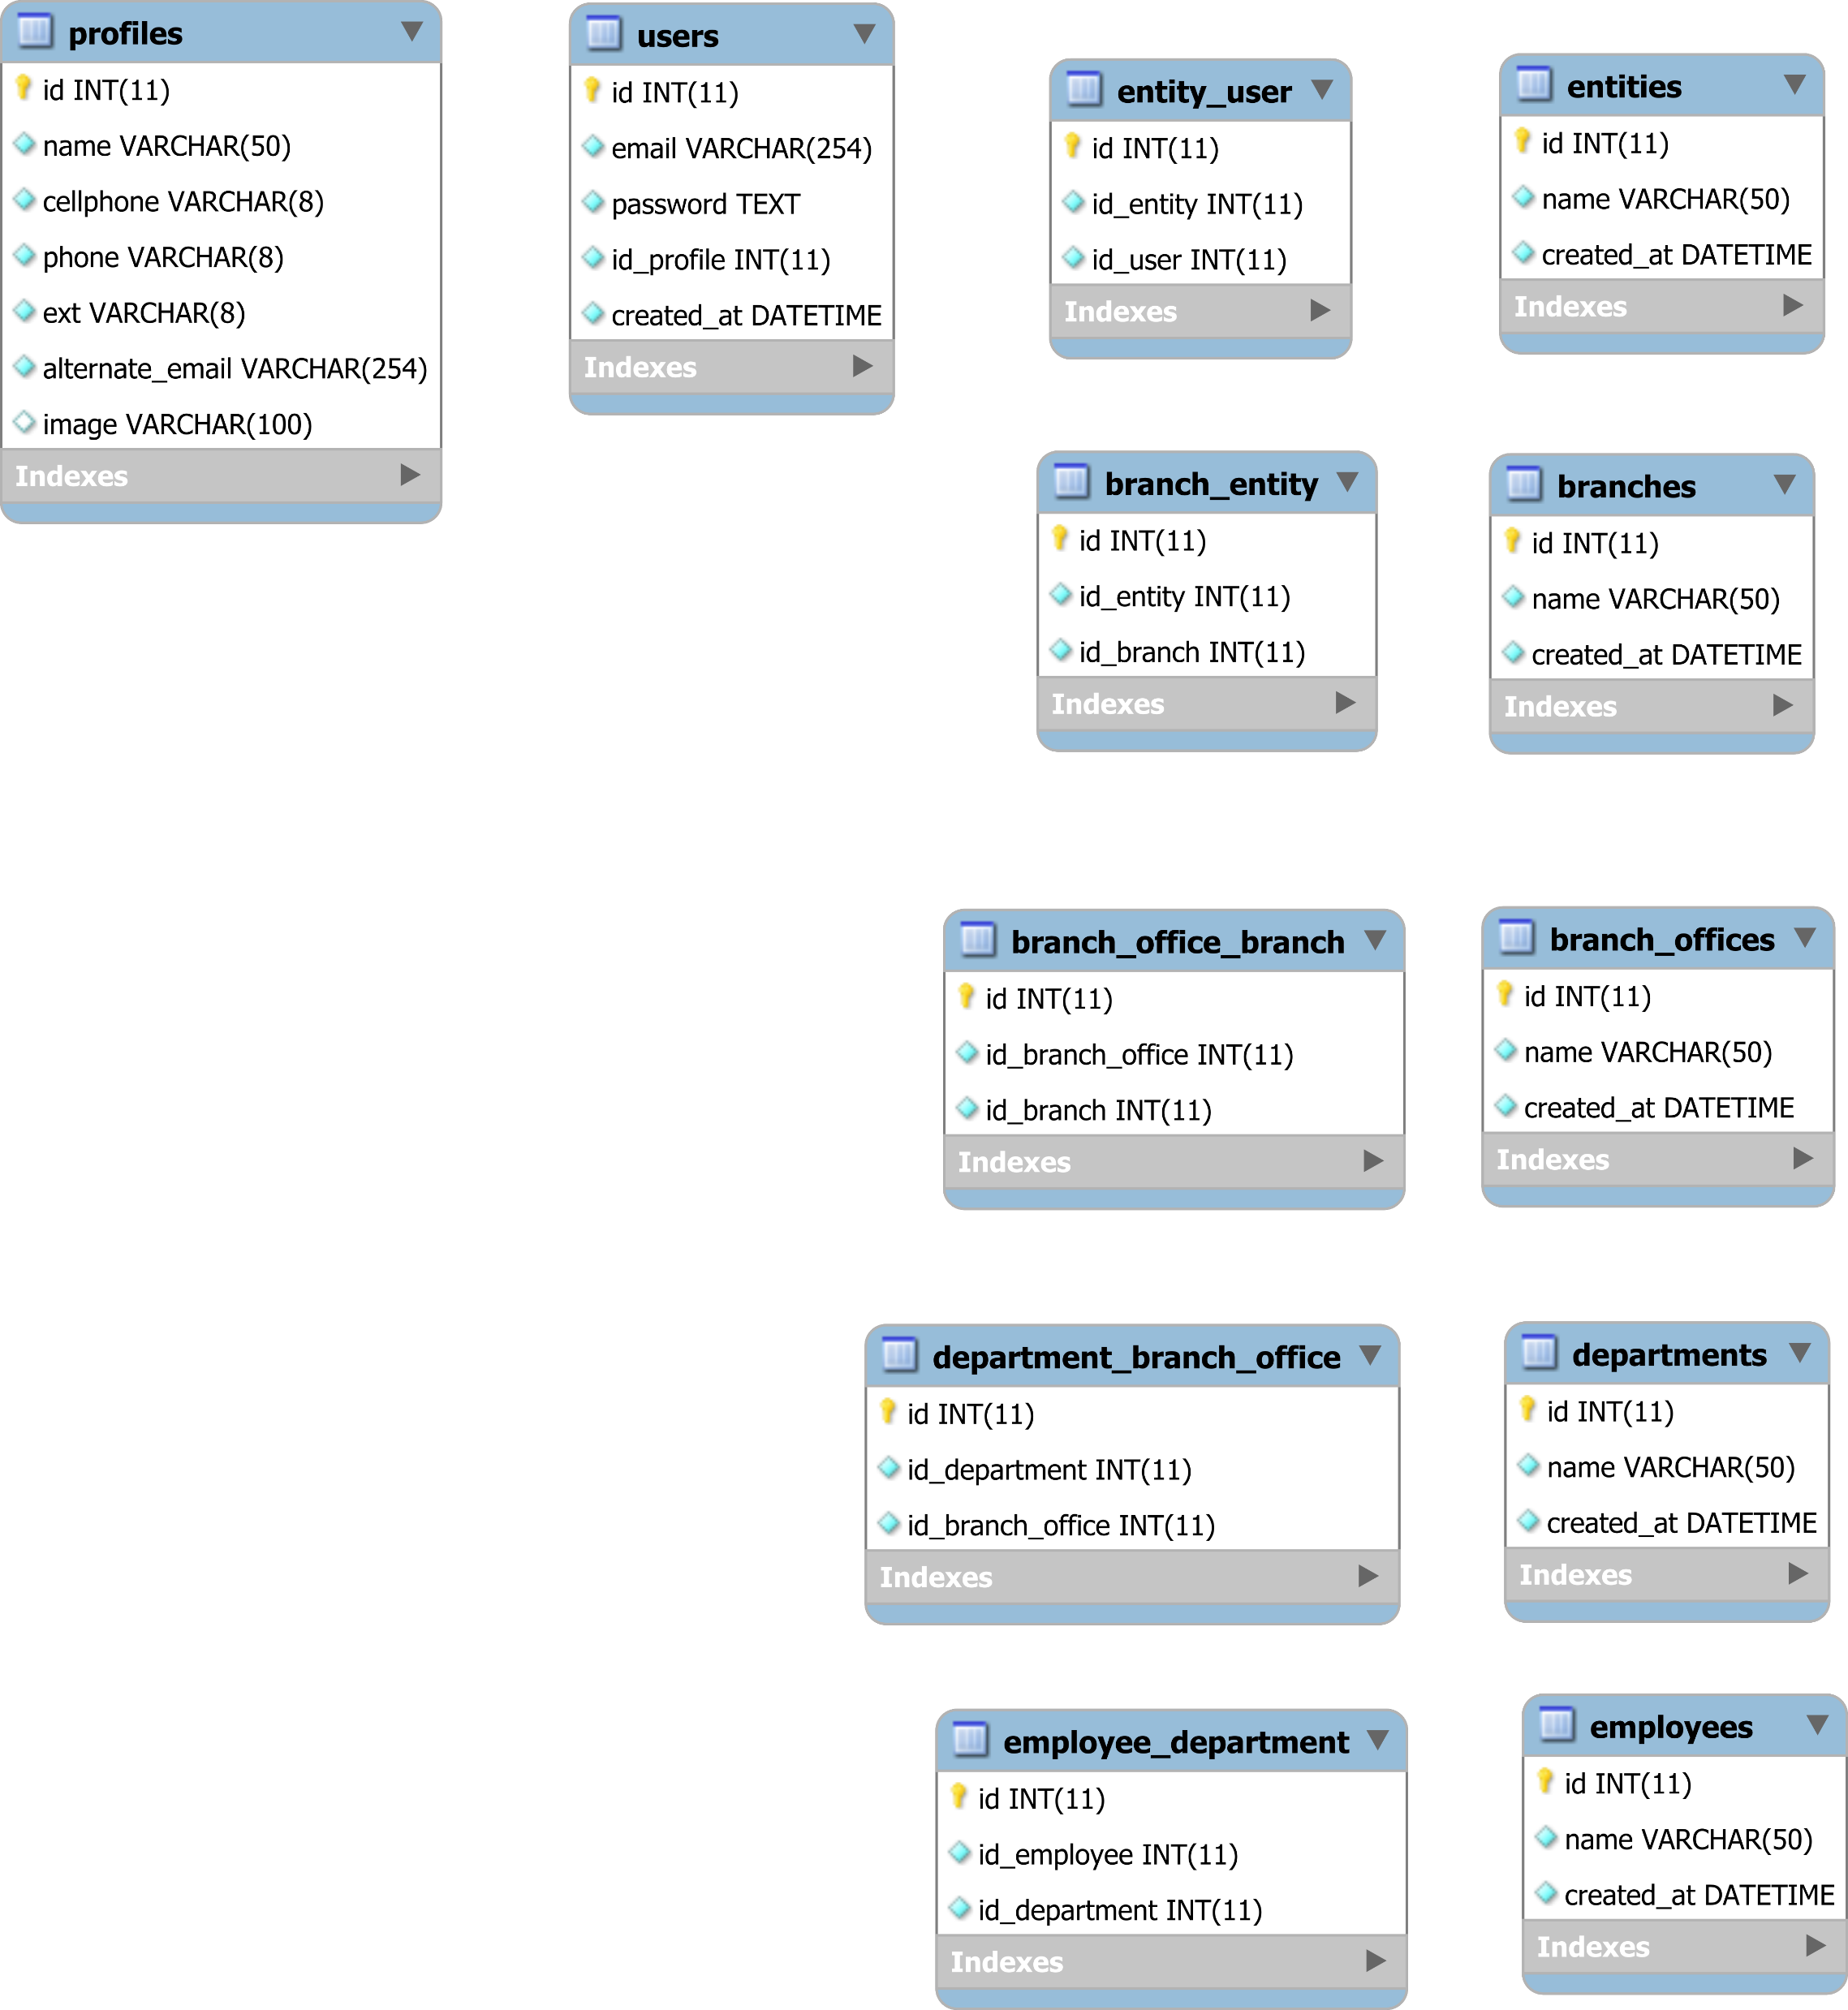 profiles
id INT(11)
name VARCHAR(50)
cellphone VARCHAR(8)
phone VARCHAR(8)
ext VARCHAR(8)
alternate_email VARCHAR(254)
image VARCHAR(100)
Indexes
users
id INT(11)
email VARCHAR(254)
password TEXT
id_profile INT(11)
created_at DATETIME
Indexes
entity_user
id INT(11)
id_entity INT(11)
id_user INT(11)
Indexes
entities
id INT(11)
name VARCHAR(50)
created_at DATETIME
Indexes
branch_entity
id INT(11)
id_entity INT(11)
id_branch INT(11)
Indexes
branches
id INT(11)
name VARCHAR(50)
created_at DATETIME
Indexes
branch_office_branch
id INT(11)
id_branch_office INT(11)
id_branch INT(11)
Indexes
branch_offices
id INT(11)
name VARCHAR(50)
created_at DATETIME
Indexes
department_branch_office
id INT(11)
id_department INT(11)
id_branch_office INT(11)
Indexes
departments
id INT(11)
name VARCHAR(50)
created_at DATETIME
Indexes
employee_department
id INT(11)
id_employee INT(11)
id_department INT(11)
Indexes
employees
id INT(11)
name VARCHAR(50)
created_at DATETIME
Indexes